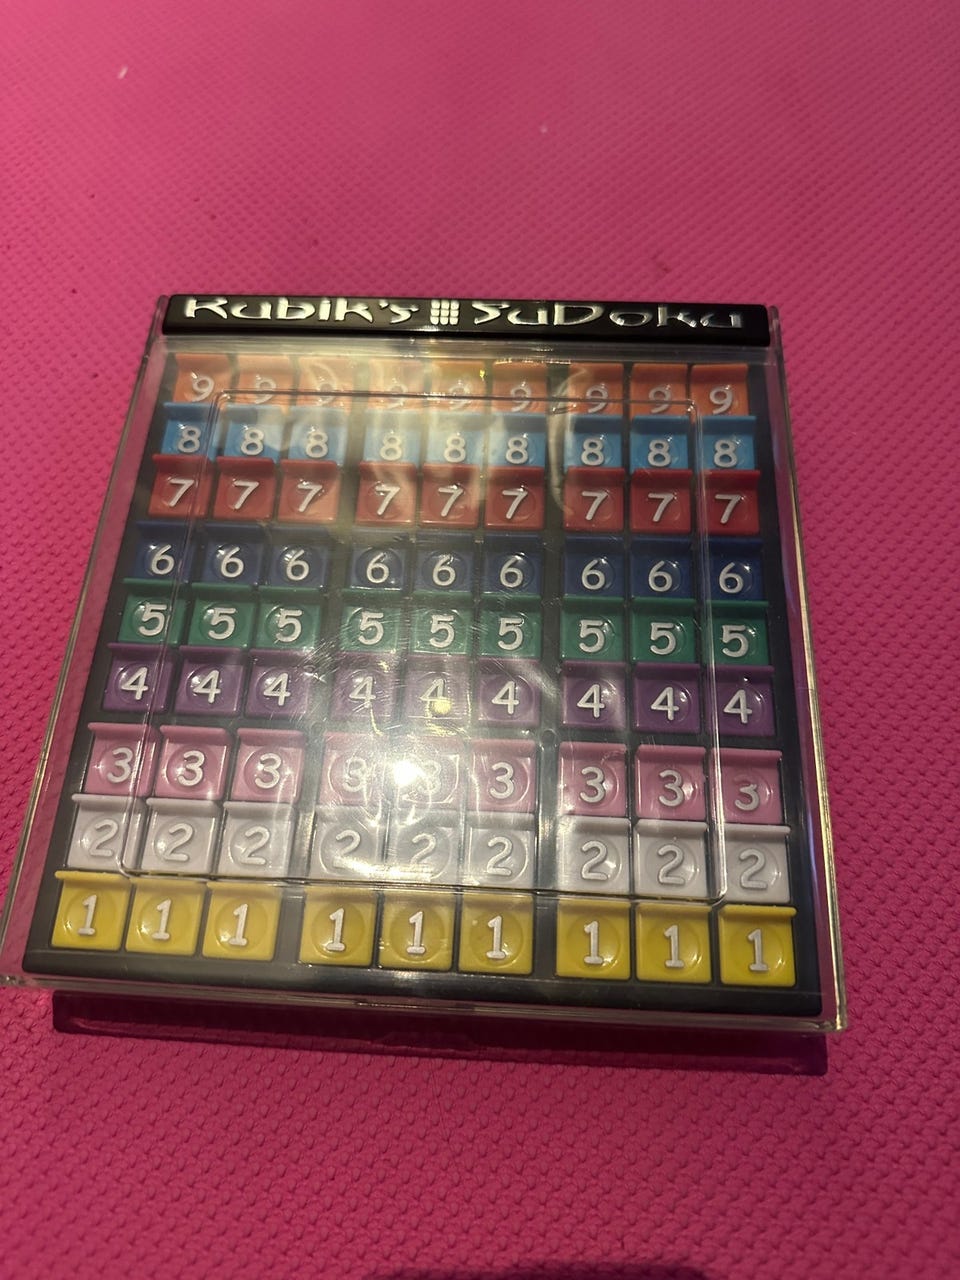 Rubik's SuDoku
9 9 9 9 9 9 9 9 9
8 8 8 8 8 8 8 8 8
7 7 7 7 7 7 7 7 7
6 6 6 6 6 6 6 6 6
5 5 5 5 5 5 5 5 5
4 4 4 4 4 4 4 4 4
3 3 3 3 3 3 3 3 3
2 2 2 2 2 2 2 2 2
1 1 1 1 1 1 1 1 1